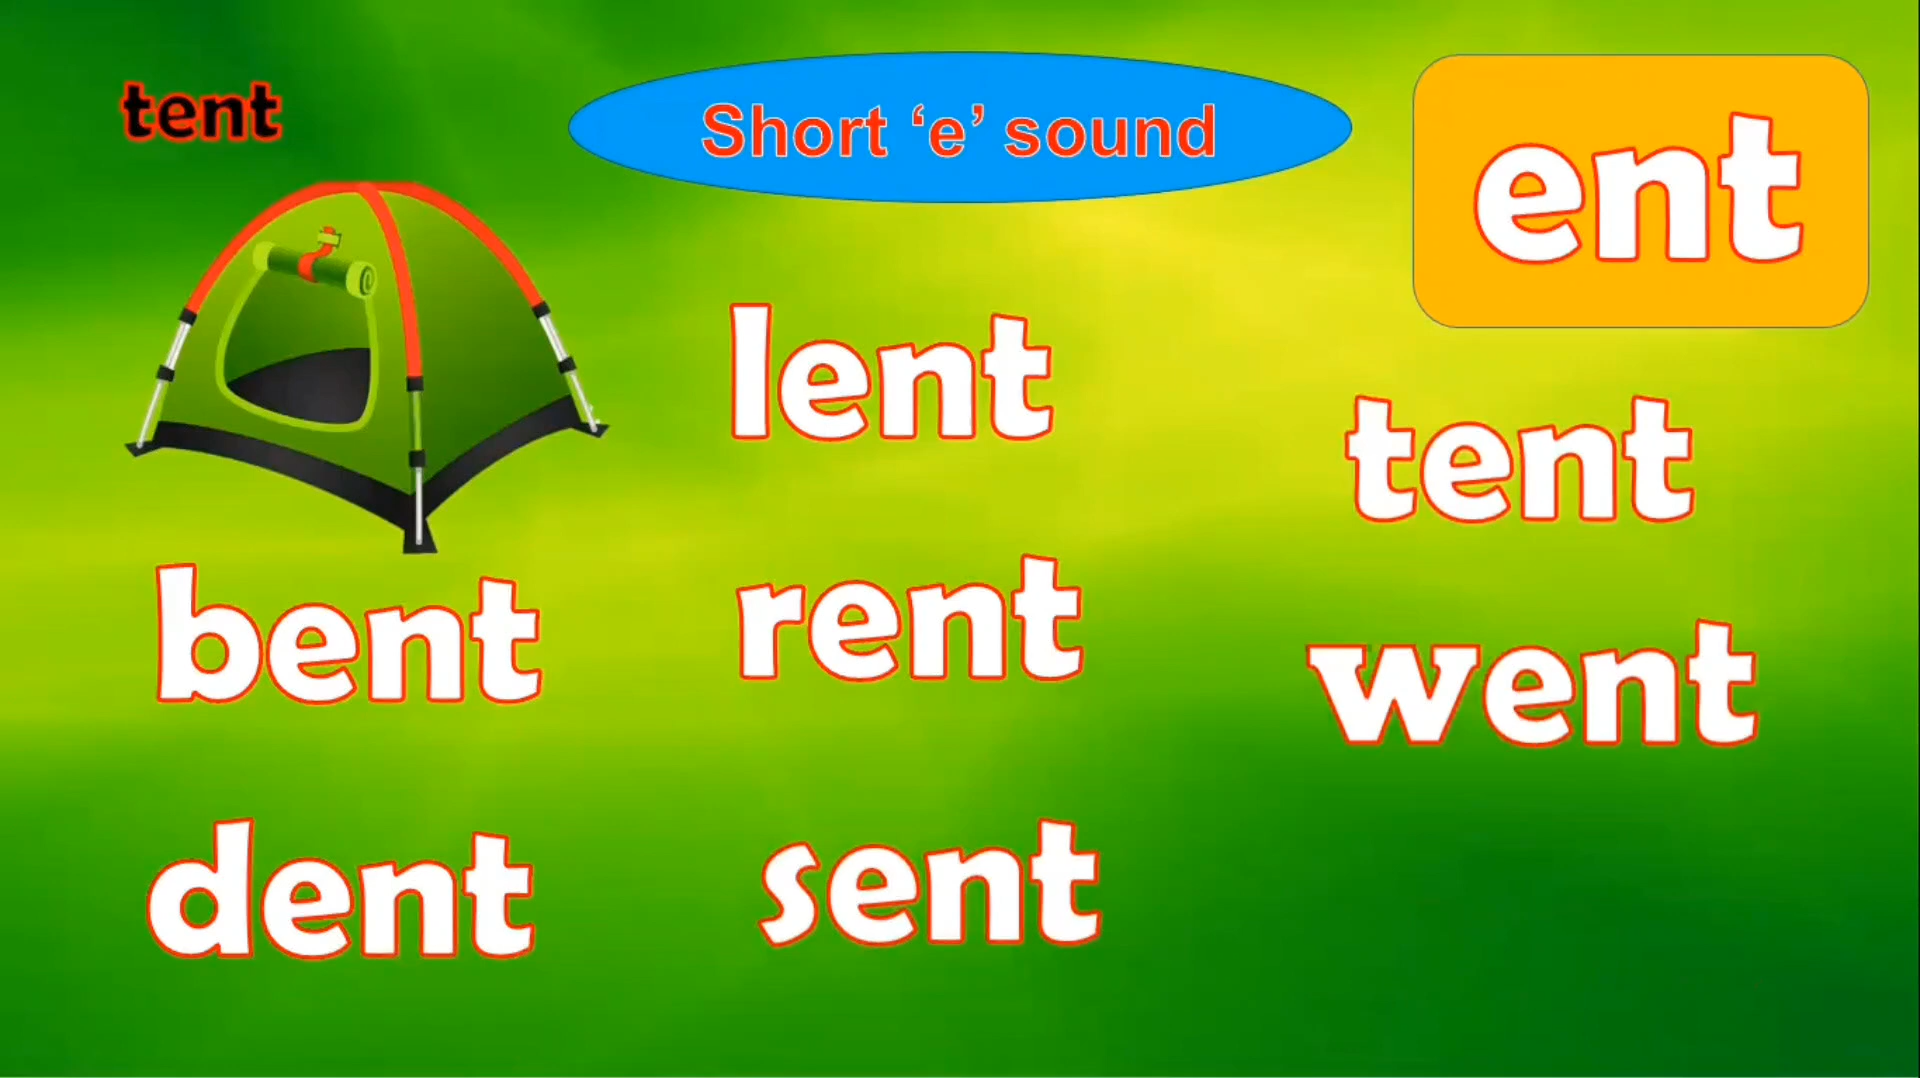 tent
Short ‘e’ sound
ent
lent
tent
bent
rent
went
dent
sent